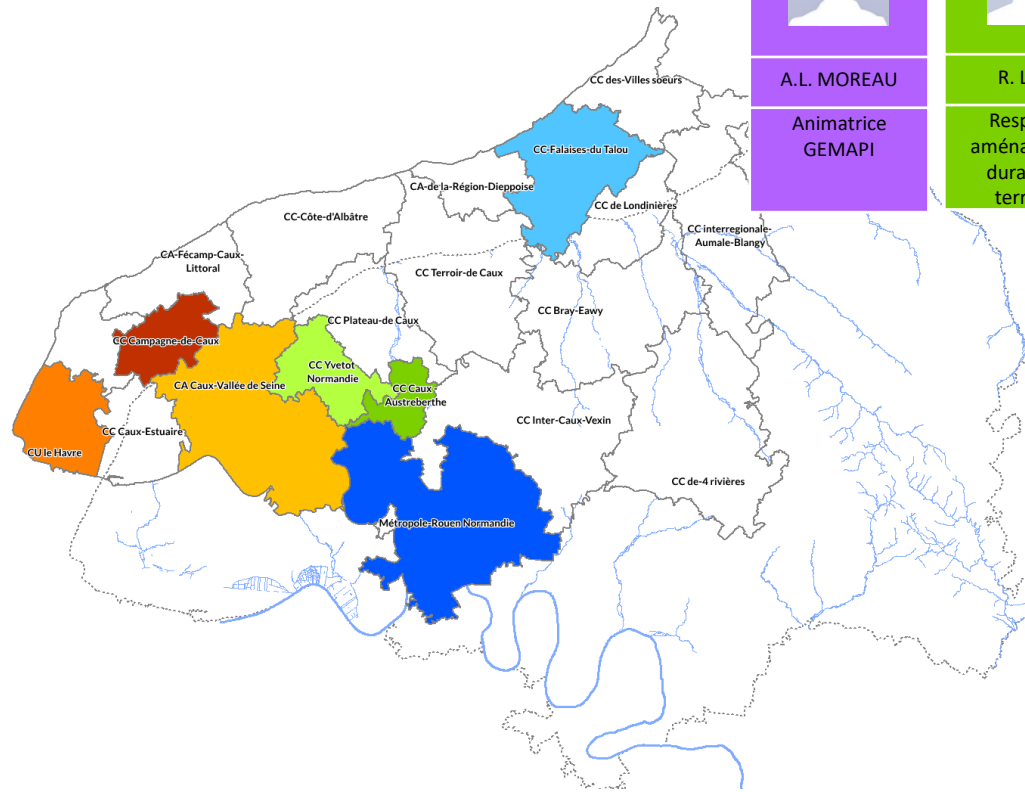 A.L. MOREAU
Animatrice
GEMAPI
R. L
Resp
aména
dura
terr
CC des-Villes soeurs
CC-Falaises-du Talou
CA-de-la-Région-Dieppoise
CC de Londinières
CC-Côte-d'Albâtre
CC interregionale-
Aumale-Blangy
CA-Fécamp-Caux-
Littoral
CC Terroir-de Caux
CC Bray-Eawy
CC Plateau-de Caux
CC Campagne-de-Caux
CC Yvetot
Normandie
CA Caux-Vallée de Seine
CC Caux
Austreberthe
CC Inter-Caux-Vexin
CC Caux-Estuaire
CU le Havre
CC de-4 rivières
Métropole-Rouen Normandie